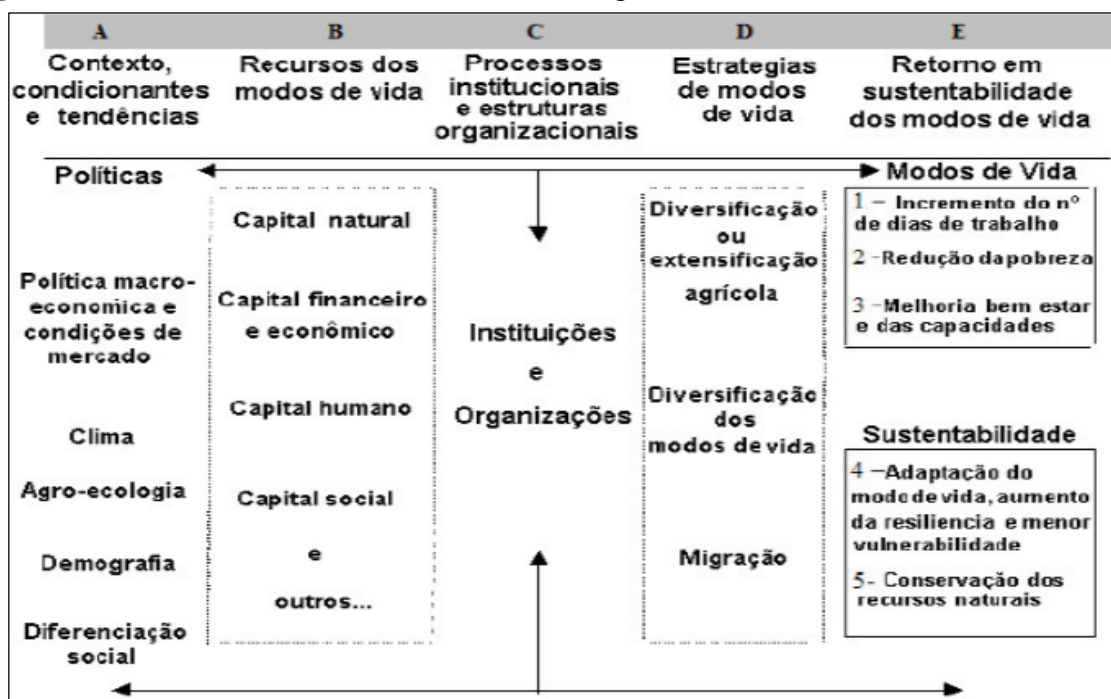 A
B
C
D
E
Contexto,
condicionantes
e tendências
Recursos dos
modos de vida
Processos
institucionais
e estruturas
organizacionais
Estrategias
de modos
de vida
Retorno em
sustentabilidade
dos modos de vida
Políticas
Política macro-
economica e
condições de
mercado
Clima
Agro-ecologia
Demografia
Diferenciação
social
Capital natural
Capital financeiro
e econômico
Capital humano
Capital social
e
outros...
Instituições
e
Organizações
Diversificação
ou
extensificação
agrícola
Diversificação
dos
modos de vida
Migração
Modos de Vida
1 – Incremento do nº
de dias de trabalho
2 -Redução dapobreza
3 -Melhoria bem estar
e das capacidades
Sustentabilidade
4 –Adaptação do
modo de vida, aumento
da resiliencia e menor
vulnerabilidade
5- Conservação dos
recursos naturais